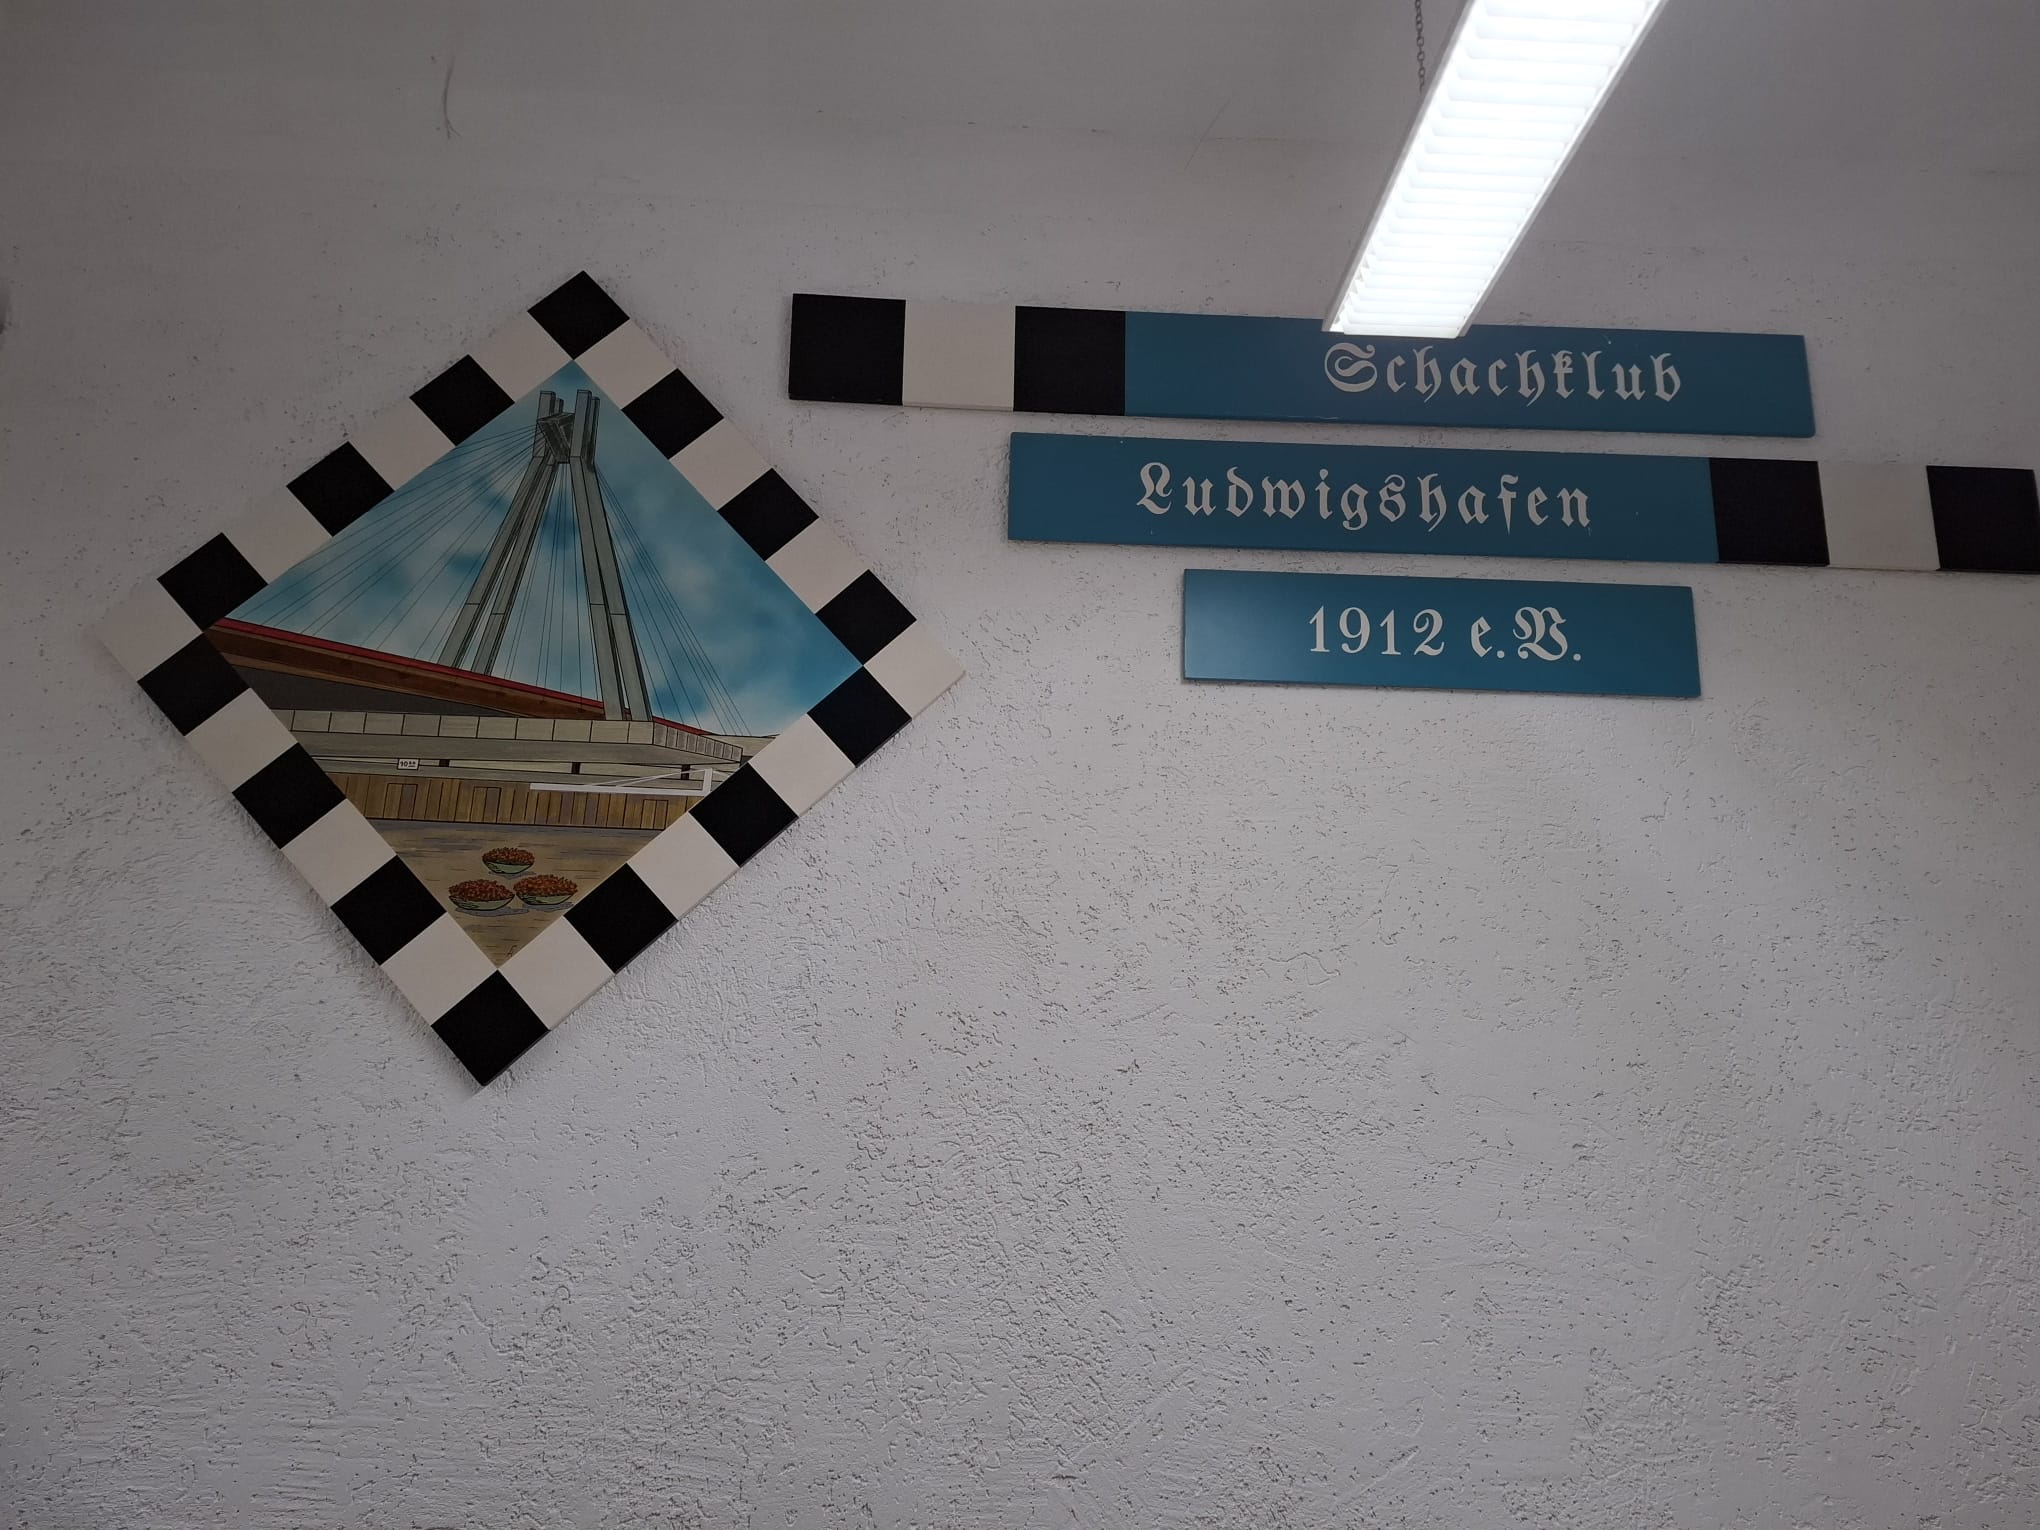 Schachklub
Ludwigshafen
1912 e.V.